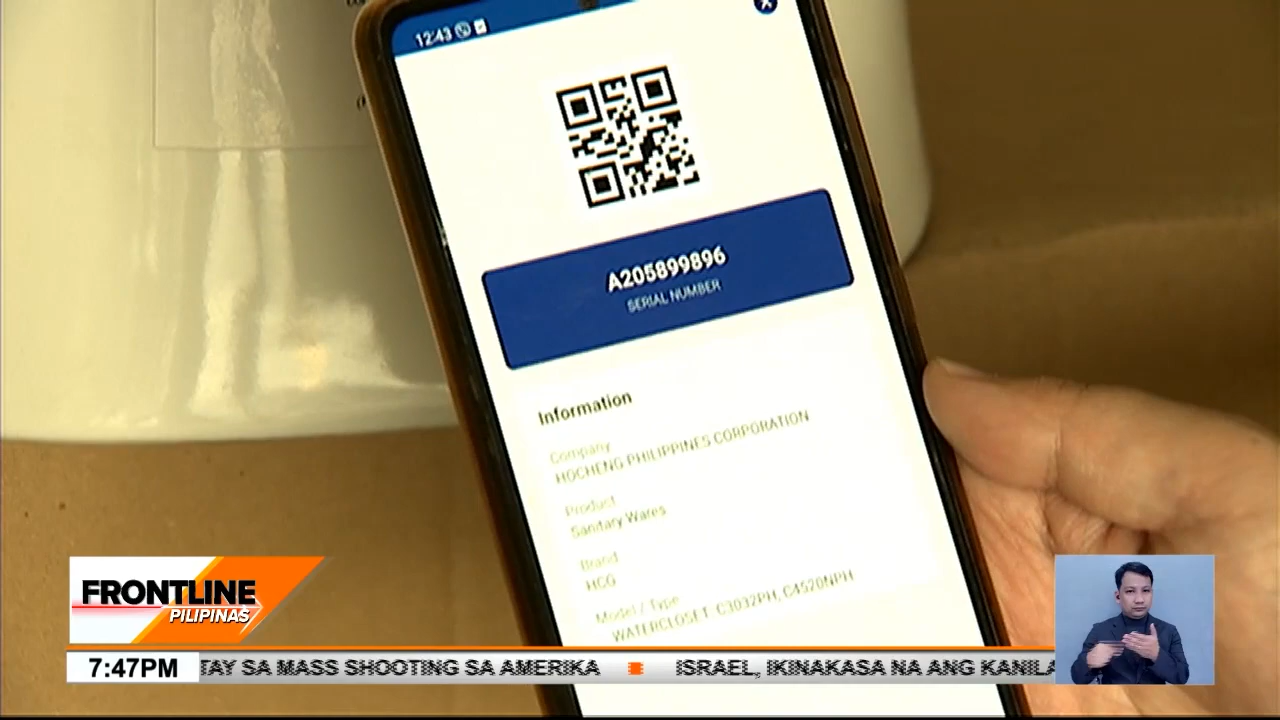 12:43
A205899896
SERIAL NUMBER
Information
Company
HOCHENG PHILIPPINES CORPORATION
Product
Sanitary Wares
Brand
HCG
Model / Type
WATERCLOSET: C3032PH, C4520NPH
FRONTLINE
PILIPINAS
7:47PM
TAY SA MASS SHOOTING SA AMERIKA
ISRAEL, IKINAKASA NA ANG KANILA